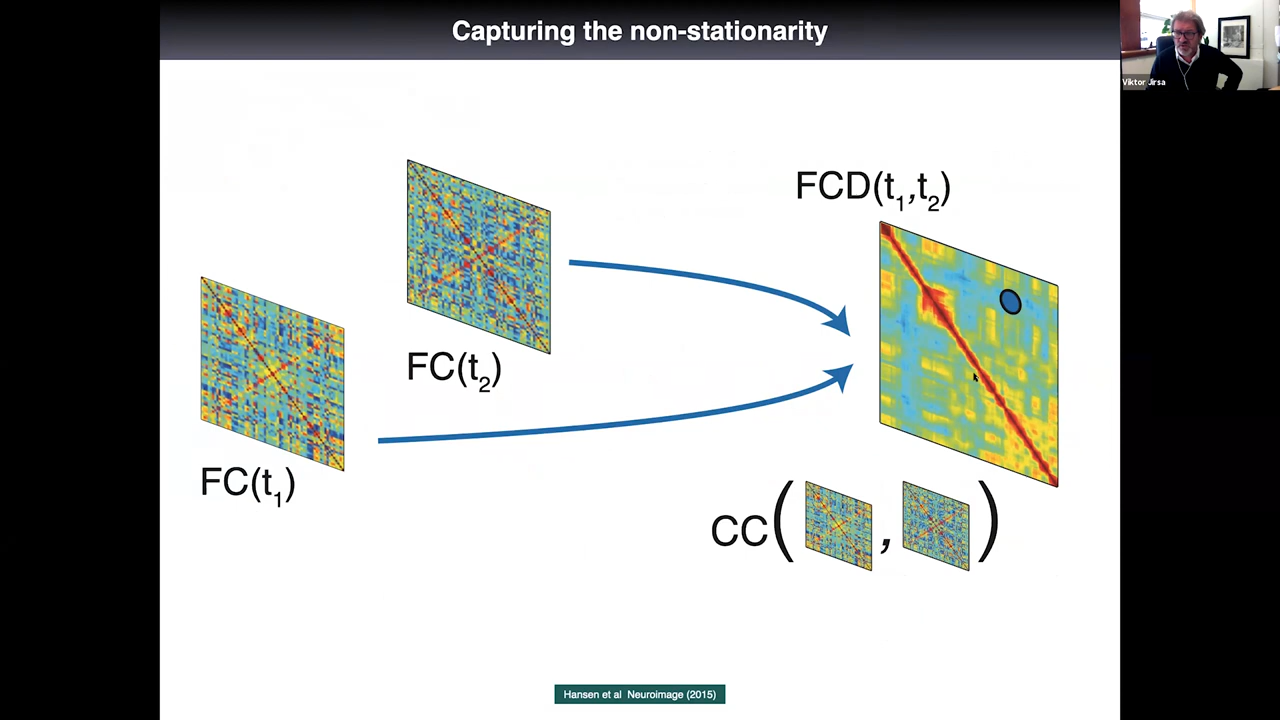 Capturing the non-stationarity
Viktor Jirsa
FCD(t1,t2)
FC(t2)
FC(t1)
CC( , )
Hansen et al Neuroimage (2015)